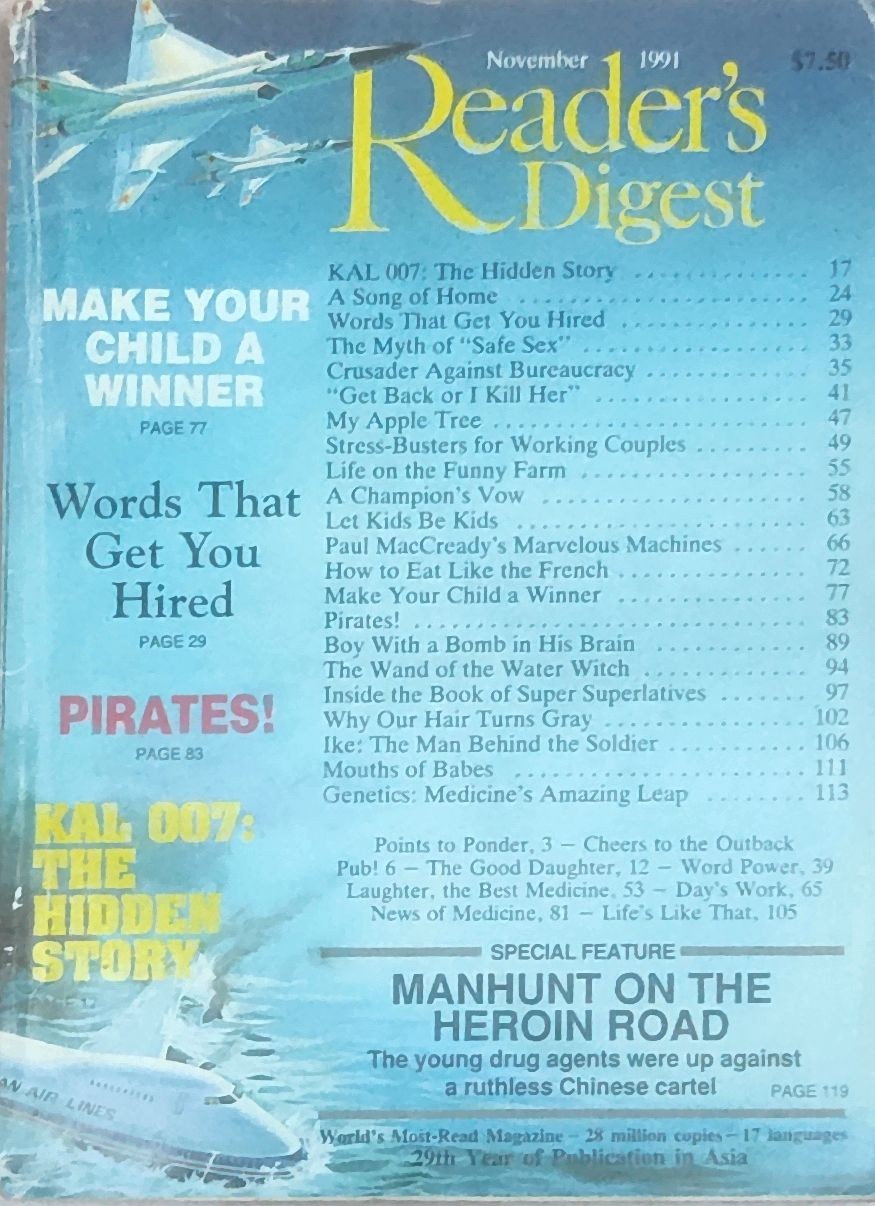 November 1991 $7.50
Reader's
Digest
MAKE YOUR
CHILD A
WINNER
PAGE 77
Words That
Get You
Hired
PAGE 29
PIRATES!
PAGE 83
KAL 007:
THE
HIDDEN
STORY
AIR LINES
KAL 007: The Hidden Story .............. 17
A Song of Home ........................ 24
Words That Get You Hired ............... 29
The Myth of "Safe Sex" .................. 33
Crusader Against Bureaucracy ............. 35
"Get Back or I Kill Her" ................. 41
My Apple Tree ......................... 47
Stress-Busters for Working Couples ......... 49
Life on the Funny Farm .................. 55
A Champion's Vow ..................... 58
Let Kids Be Kids ....................... 63
Paul MacCready's Marvelous Machines ...... 66
How to Eat Like the French ............... 72
Make Your Child a Winner ................ 77
Pirates! ............................... 83
Boy With a Bomb in His Brain ............ 89
The Wand of the Water Witch ............. 94
Inside the Book of Super Superlatives ....... 97
Why Our Hair Turns Gray ................ 102
Ike: The Man Behind the Soldier ........... 106
Mouths of Babes ....................... 111
Genetics: Medicine's Amazing Leap ........ 113
Points to Ponder, 3 – Cheers to the Outback
Pub! 6 – The Good Daughter, 12 – Word Power, 39
Laughter, the Best Medicine, 53 – Day's Work, 65
News of Medicine, 81 – Life's Like That, 105
SPECIAL FEATURE
MANHUNT ON THE
HEROIN ROAD
The young drug agents were up against
a ruthless Chinese cartel PAGE 119
World's Most-Read Magazine – 28 million copies – 17 languages
29th Year of Publication in Asia